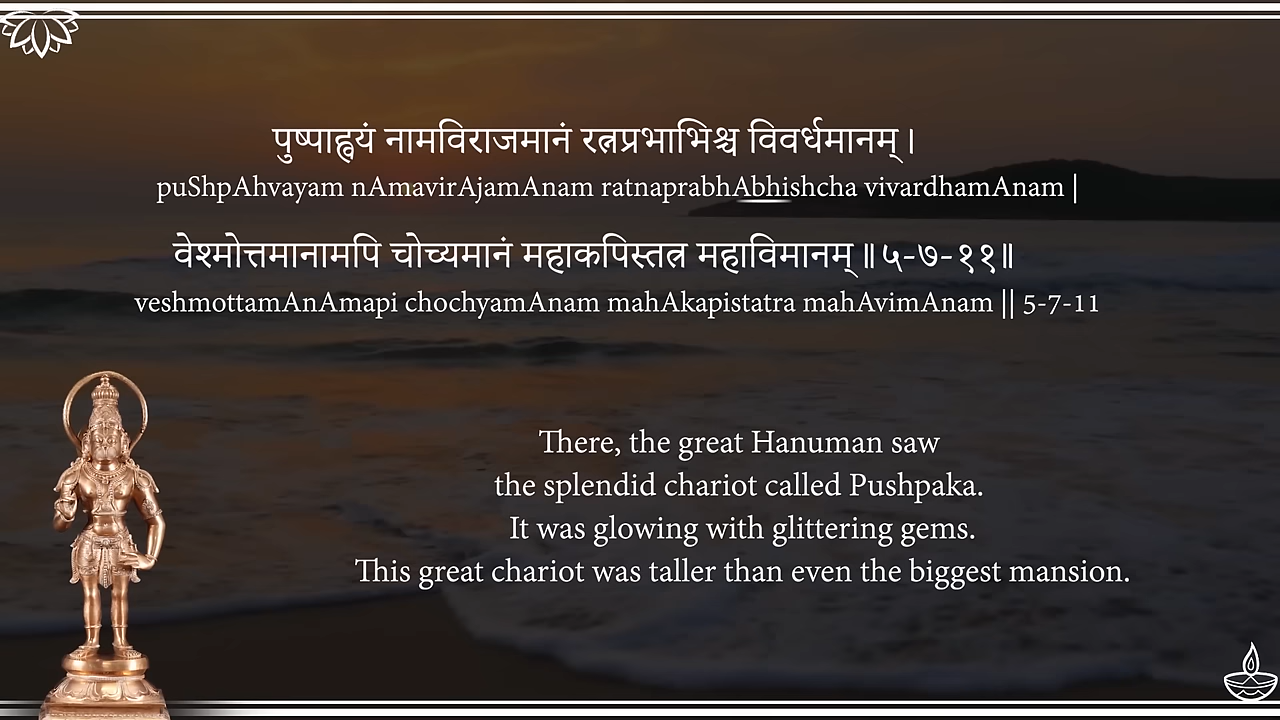 पुष्पाह्वयं नामविराजमानं रत्नप्रभाभिश्च विवर्धमानम् ।
puShpAhvayam nAmavirAjamAnam ratnaprabhAbhishcha vivardhamAnam |
वेश्मोत्तमानामपि चोच्यमानं महाकपिस्तत्र महाविमानम् ॥५-७-११॥
veshmottamAnAmapi chochyamAnam mahAkapistatra mahAvimAnam || 5-7-11
There, the great Hanuman saw
the splendid chariot called Pushpaka.
It was glowing with glittering gems.
This great chariot was taller than even the biggest mansion.